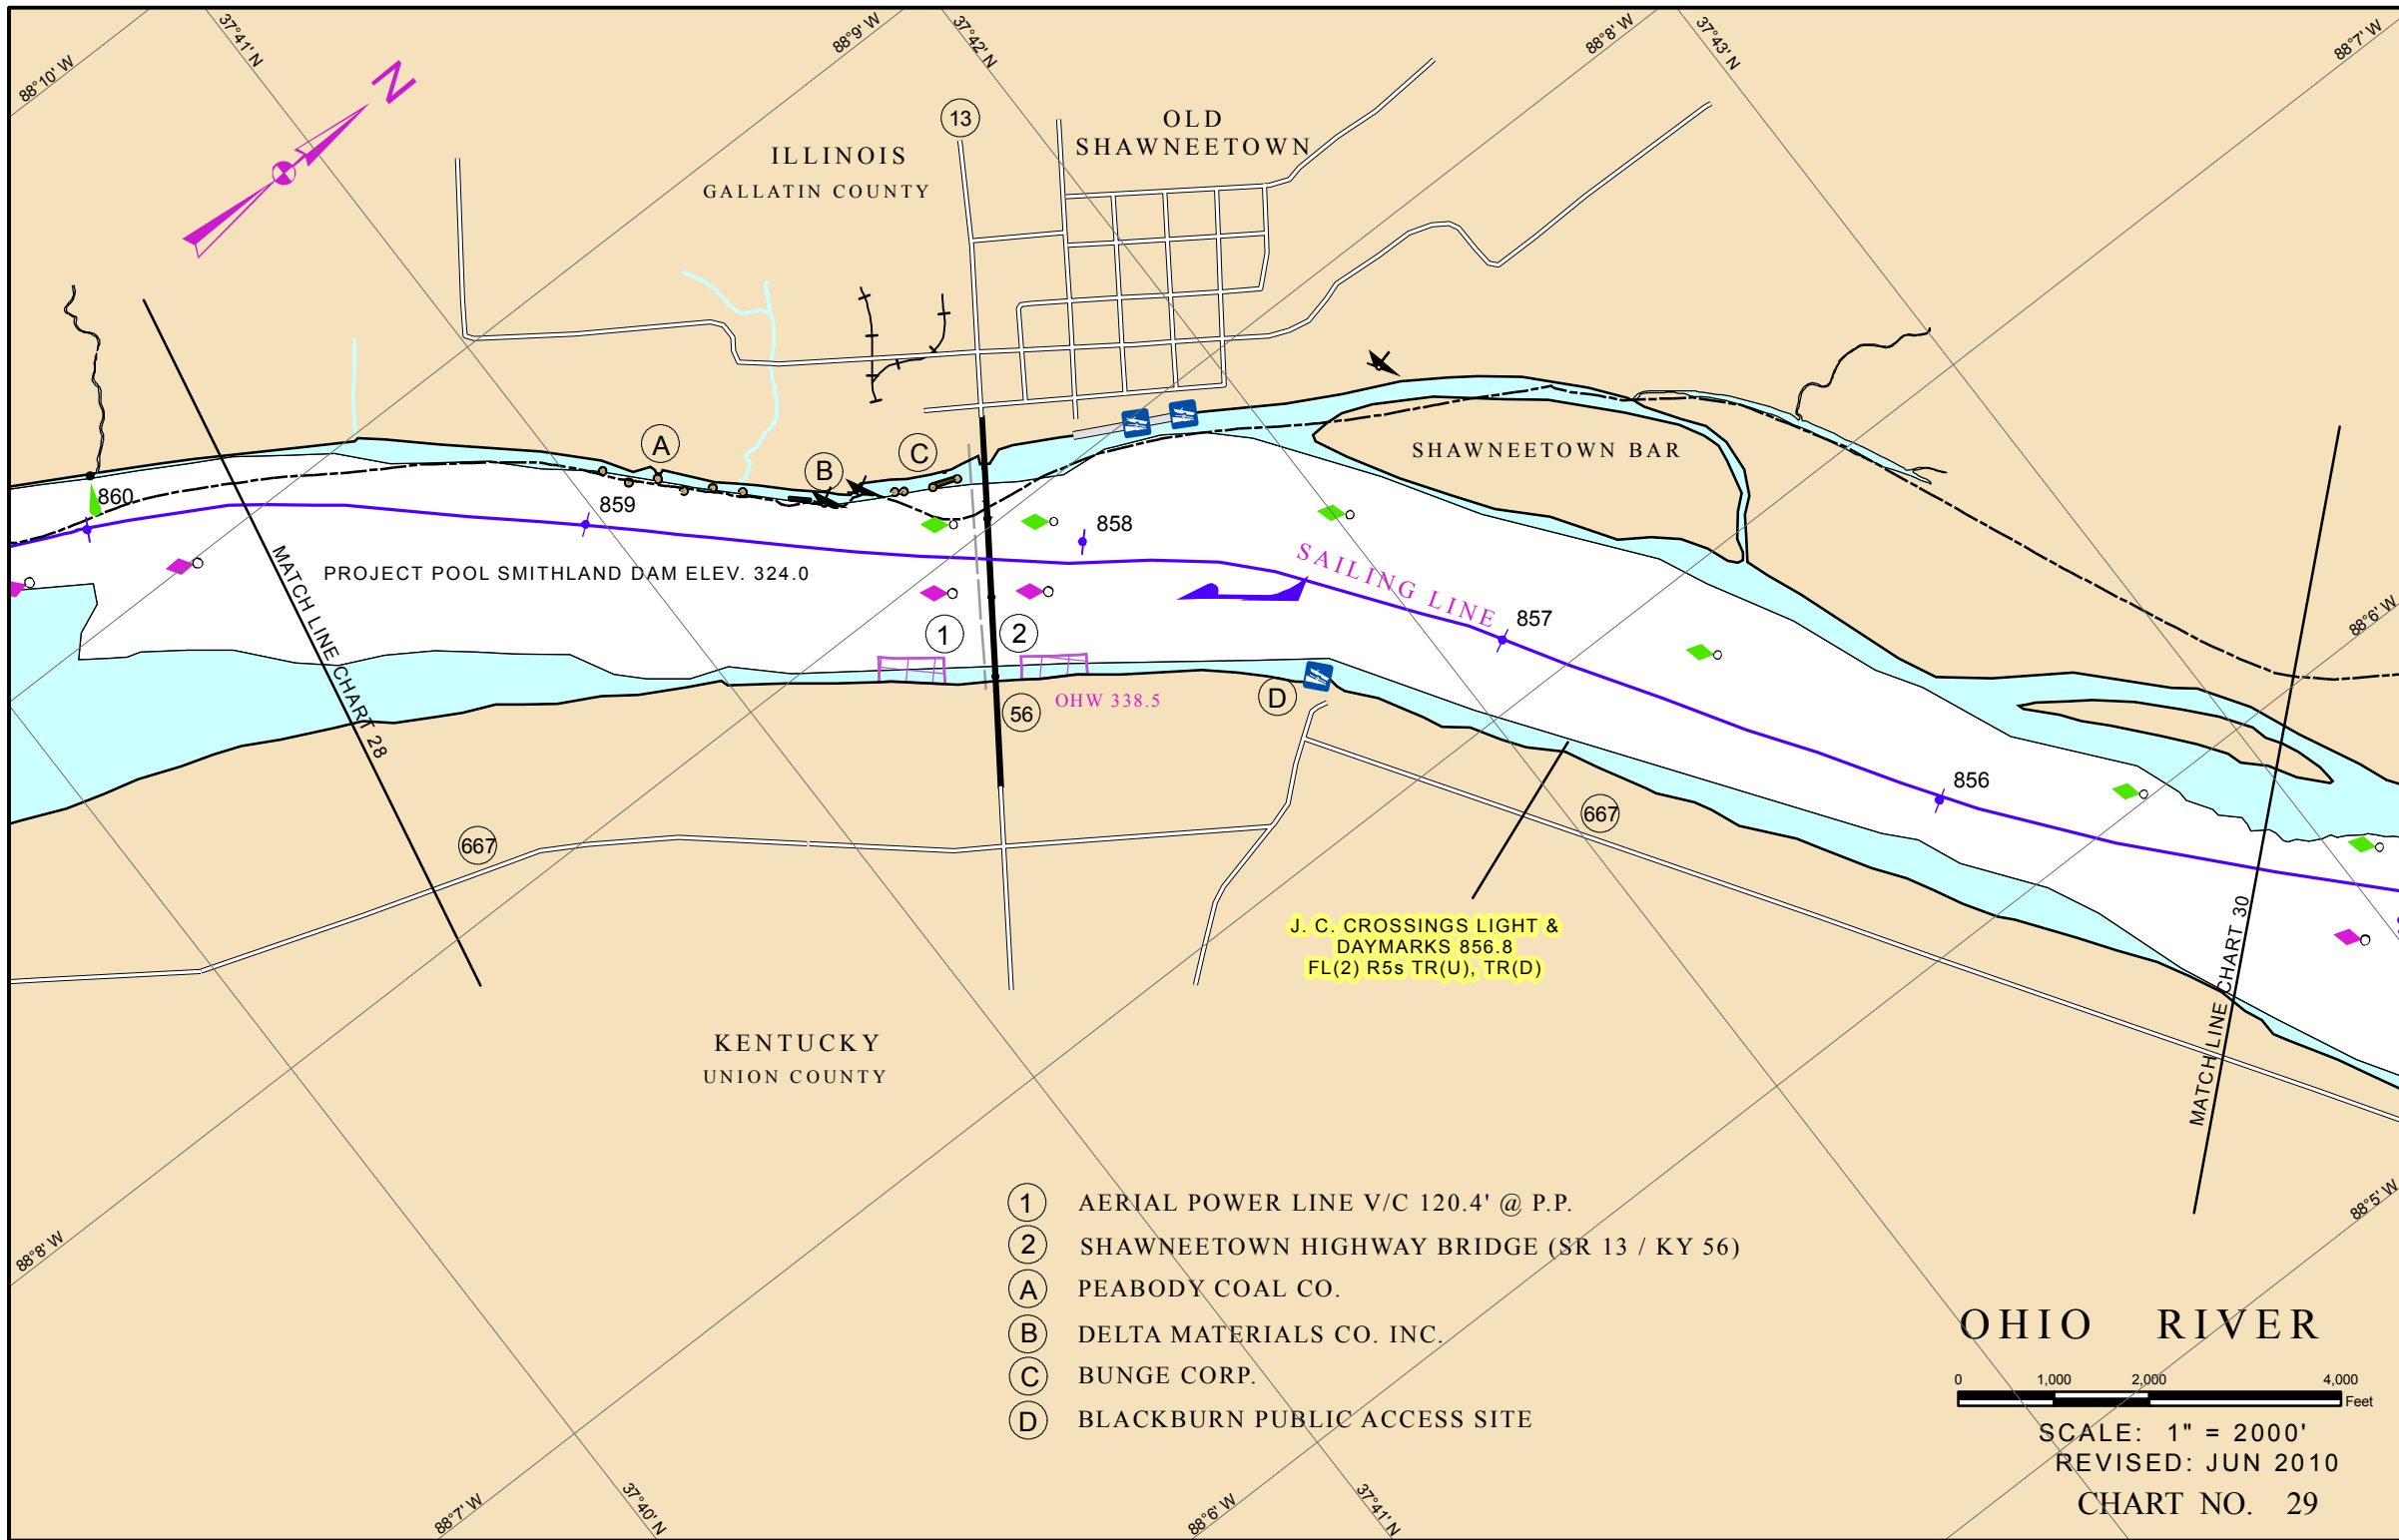 88°10' W
37°41' N
88°9' W
37°42' N
88°8' W
37°43' N
88°7' W
N
13
OLD
SHAWNEETOWN
ILLINOIS
GALLATIN COUNTY
A
B
C
SHAWNEETOWN BAR
860
859
858
857
856
PROJECT POOL SMITHLAND DAM ELEV. 324.0
SAILING LINE
MATCH LINE CHART 28
1
2
56
OHW 338.5
D
88°6' W
667
667
J. C. CROSSINGS LIGHT &
DAYMARKS 856.8
FL(2) R5s TR(U), TR(D)
MATCH LINE CHART 30
KENTUCKY
UNION COUNTY
1 AERIAL POWER LINE V/C 120.4' @ P.P.
2 SHAWNEETOWN HIGHWAY BRIDGE (SR 13 / KY 56)
A PEABODY COAL CO.
B DELTA MATERIALS CO. INC.
C BUNGE CORP.
D BLACKBURN PUBLIC ACCESS SITE
88°5' W
88°8' W
OHIO RIVER
0 1,000 2,000 4,000
Feet
SCALE: 1" = 2000'
REVISED: JUN 2010
CHART NO. 29
88°7' W
37°40' N
88°6' W
37°41' N